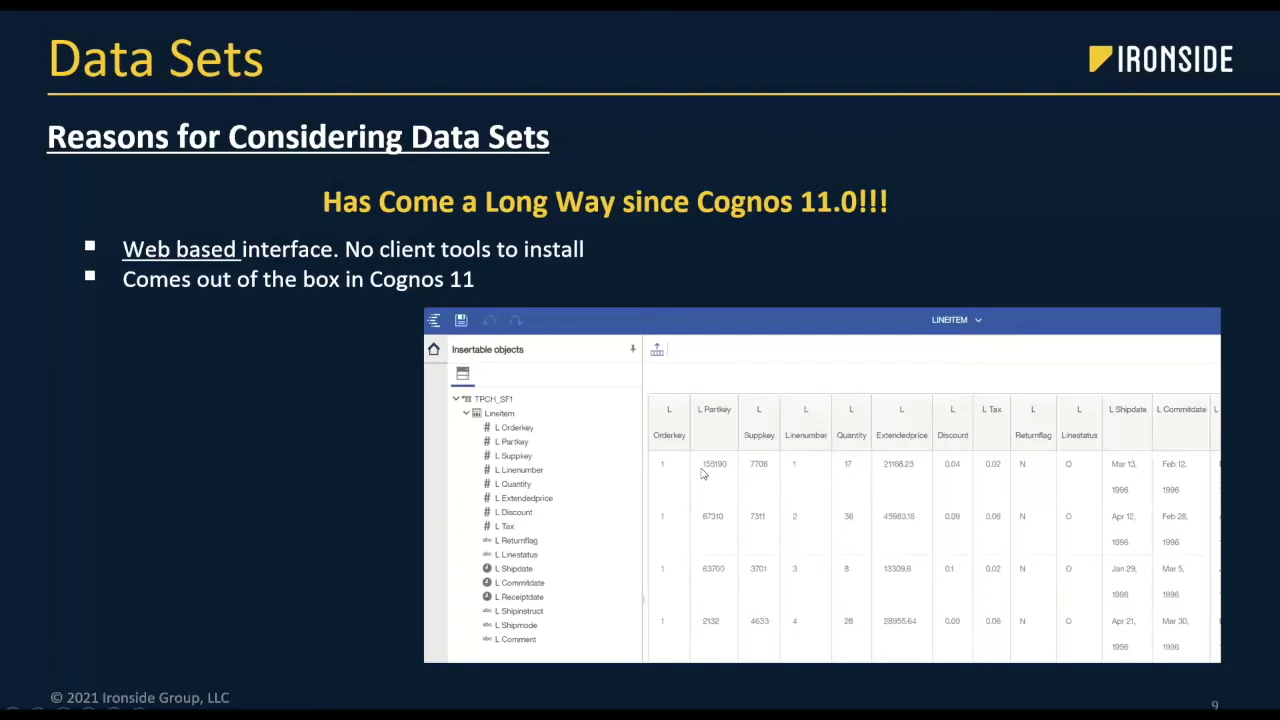 Data Sets
IRONSIDE
Reasons for Considering Data Sets
Has Come a Long Way since Cognos 11.0!!!
Web based interface. No client tools to install
Comes out of the box in Cognos 11
LINEITEM
Insertable objects
TPCH_SF1
Lineitem
# L Orderkey
# L Partkey
# L Suppkey
# L Linenumber
# L Quantity
# L Extendedprice
# L Discount
# L Tax
abc L Returnflag
abc L Linestatus
L Shipdate
L Commitdate
L Receiptdate
abc L Shipinstruct
abc L Shipmode
abc L Comment
L Orderkey L Partkey L Suppkey L Linenumber L Quantity L Extendedprice L Discount L Tax L Returnflag L Linestatus L Shipdate L Commitdate L
1 155190 7706 1 17 21168.23 0.04 0.02 N O Mar 13, 1996 Feb 12, 1996
1 67310 7311 2 36 45983.16 0.09 0.06 N O Apr 12, 1996 Feb 28, 1996
1 63700 3701 3 8 13309.6 0.1 0.02 N O Jan 29, 1996 Mar 5, 1996
1 2132 4633 4 28 28955.64 0.09 0.06 N O Apr 21, 1996 Mar 30, 1996
© 2021 Ironside Group, LLC
9